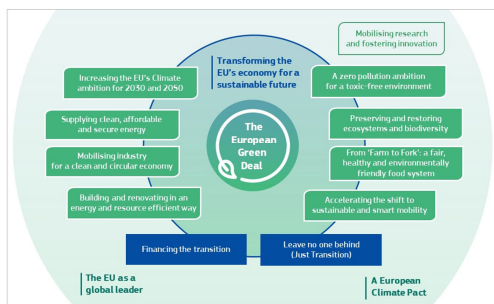 Mobilising research
and fostering innovation
Transforming the
EU's economy for a
sustainable future
Increasing the EU's Climate
ambition for 2030 and 2050
A zero pollution ambition
for a toxic-free environment
Supplying clean, affordable
and secure energy
Preserving and restoring
ecosystems and biodiversity
The
European
Green
Deal
Mobilising industry
for a clean and circular economy
From 'Farm to Fork': a fair,
healthy and environmentally
friendly food system
Building and renovating in an
energy and resource efficient way
Accelerating the shift to
sustainable and smart mobility
Financing the transition
Leave no one behind
(Just Transition)
The EU as a
global leader
A European
Climate Pact